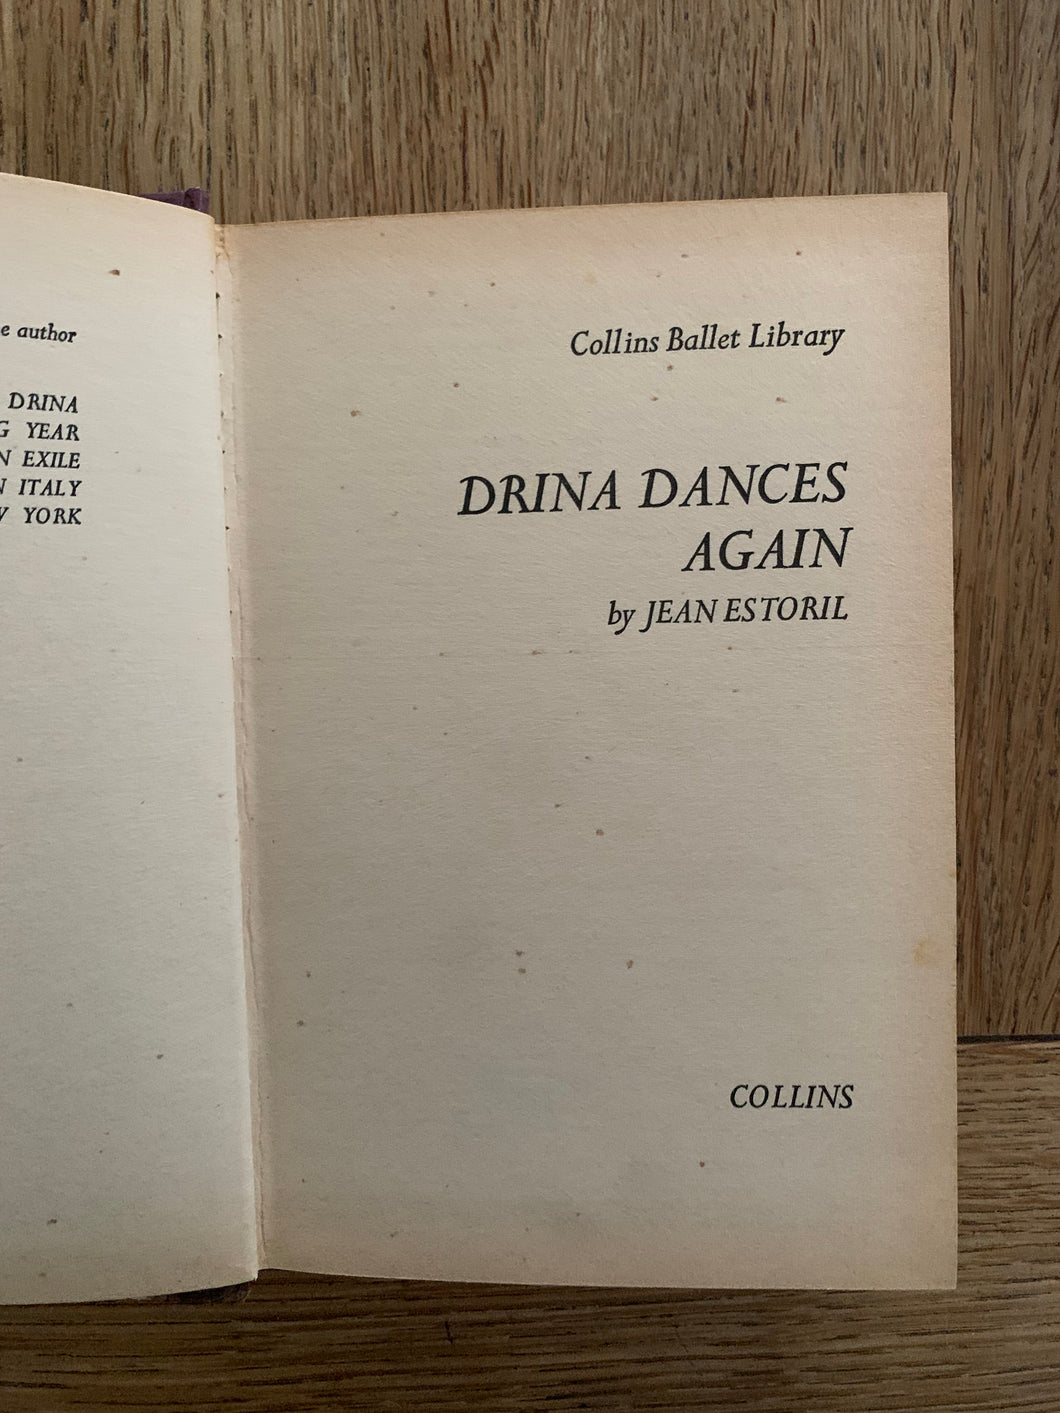 author
DRINA
YEAR
EXILE
ITALY
YORK
Collins Ballet Library
DRINA DANCES
AGAIN
by JEAN ESTORIL
COLLINS